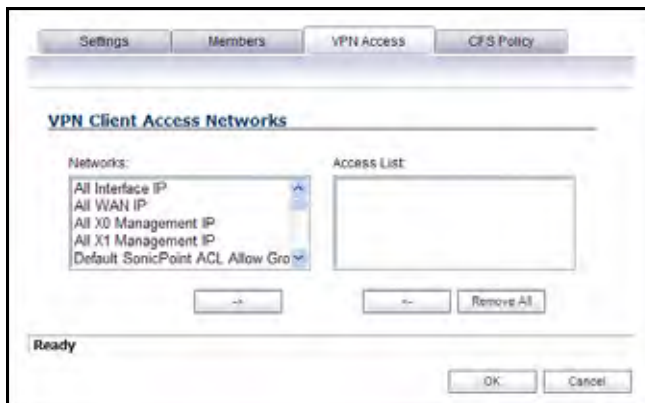 Settings
Members
VPN Access
CFS Policy
VPN Client Access Networks
Networks:
Access List:
All Interface IP
All WAN IP
All X0 Management IP
All X1 Management IP
Default SonicPoint ACL Allow Gro
->
<-
Remove All
Ready
OK
Cancel